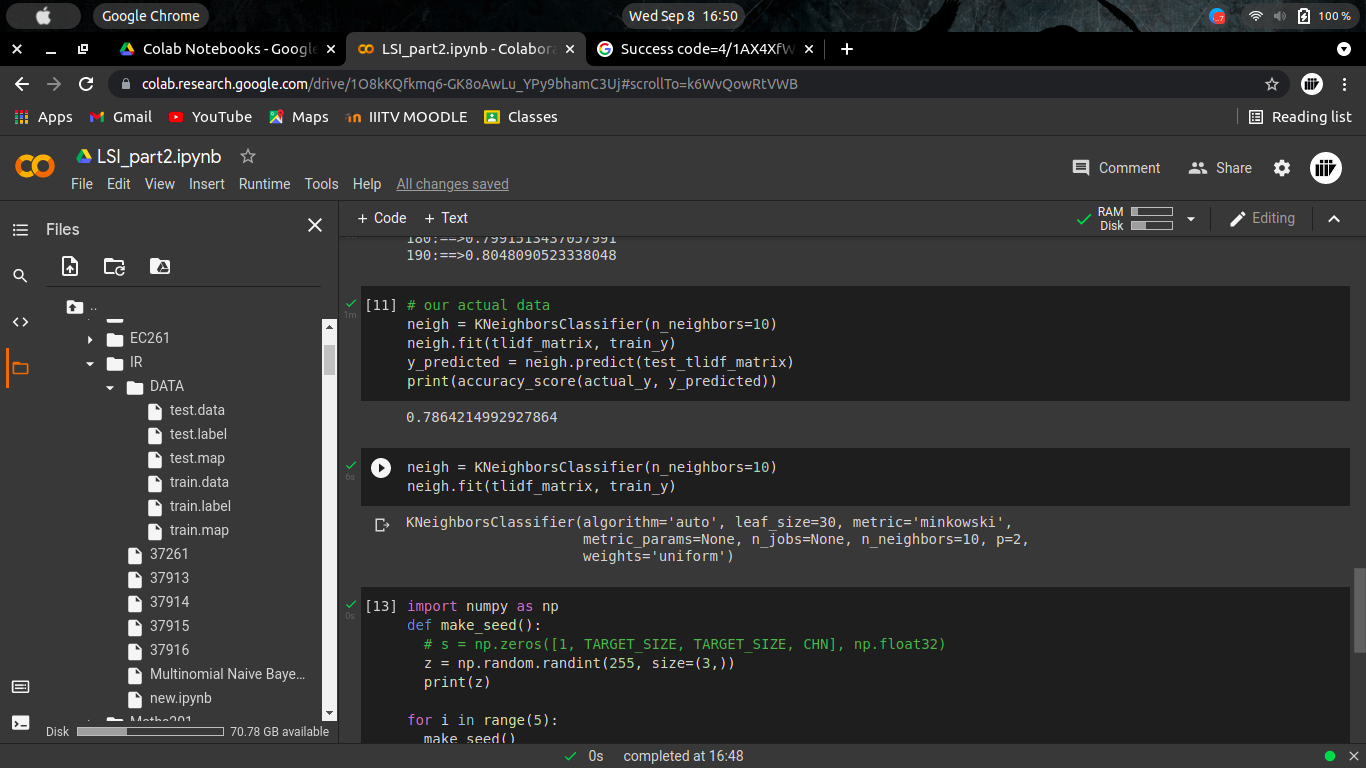 Google Chrome
Wed Sep 8 16:50
100 %
Colab Notebooks - Google
LSI_part2.ipynb - Colabora
Success code=4/1AX4XfW
colab.research.google.com/drive/1O8kKQfkmq6-GK8oAwLu_YPy9bhamC3Uj#scrollTo=k6WvQowRtVWB
Apps
Gmail
YouTube
Maps
IIITV MOODLE
Classes
Reading list
LSI_part2.ipynb
Comment
Share
File Edit View Insert Runtime Tools Help All changes saved
Files
+ Code + Text
RAM
Disk
Editing
..
EC261
IR
DATA
test.data
test.label
test.map
train.data
train.label
train.map
37261
37913
37914
37915
37916
Multinomial Naive Baye...
new.ipynb
Maths201
Disk
70.78 GB available
180:==>0.7991513437057991
190:==>0.8048090523338048
1m
[11] # our actual data
neigh = KNeighborsClassifier(n_neighbors=10)
neigh.fit(tlidf_matrix, train_y)
y_predicted = neigh.predict(test_tlidf_matrix)
print(accuracy_score(actual_y, y_predicted))
0.7864214992927864
6s
neigh = KNeighborsClassifier(n_neighbors=10)
neigh.fit(tlidf_matrix, train_y)
KNeighborsClassifier(algorithm='auto', leaf_size=30, metric='minkowski',
metric_params=None, n_jobs=None, n_neighbors=10, p=2,
weights='uniform')
0s
[13] import numpy as np
def make_seed():
# s = np.zeros([1, TARGET_SIZE, TARGET_SIZE, CHN], np.float32)
z = np.random.randint(255, size=(3,))
print(z)
for i in range(5):
make_seed()
0s completed at 16:48